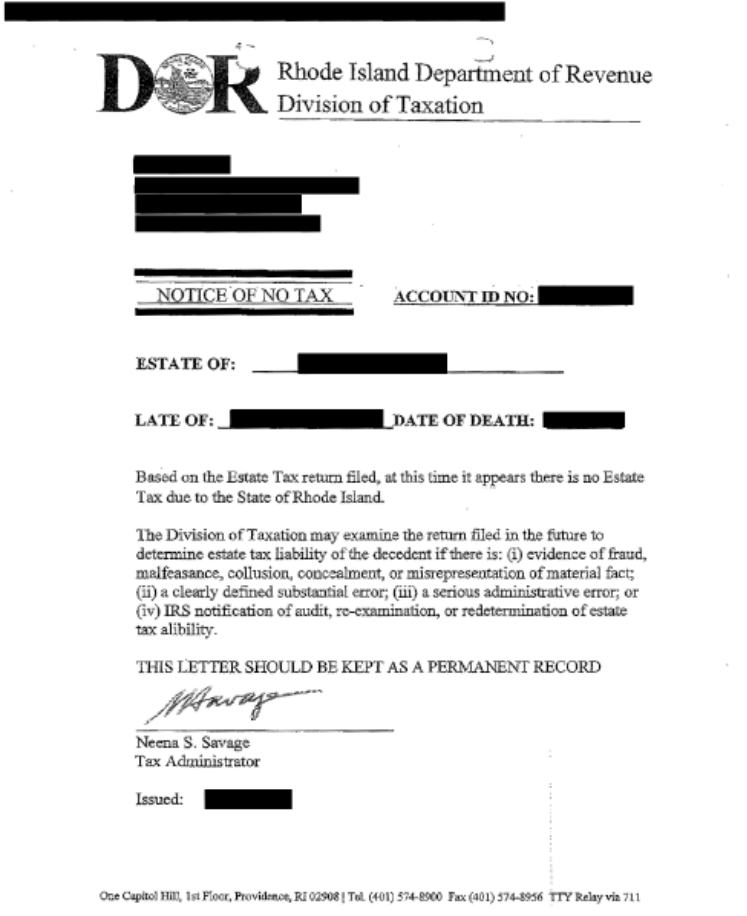 DOR
Rhode Island Department of Revenue
Division of Taxation
NOTICE OF NO TAX ACCOUNT ID NO:
ESTATE OF:
LATE OF: DATE OF DEATH:
Based on the Estate Tax return filed, at this time it appears there is no Estate
Tax due to the State of Rhode Island.
The Division of Taxation may examine the return filed in the future to
determine estate tax liability of the decedent if there is: (i) evidence of fraud,
malfeasance, collusion, concealment, or misrepresentation of material fact;
(ii) a clearly defined substantial error; (iii) a serious administrative error; or
(iv) IRS notification of audit, re-examination, or redetermination of estate
tax alibility.
THIS LETTER SHOULD BE KEPT AS A PERMANENT RECORD
NSavage
Neena S. Savage
Tax Administrator
Issued:
One Capitol Hill, 1st Floor, Providence, RI 02908 | Tel. (401) 574-8900 Fax (401) 574-8956 TTY Relay via 711